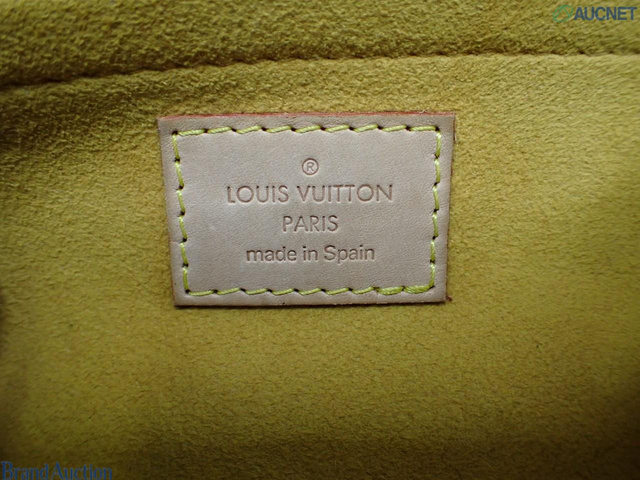 AUCNET
®
LOUIS VUITTON
PARIS
made in Spain
Brand Auction